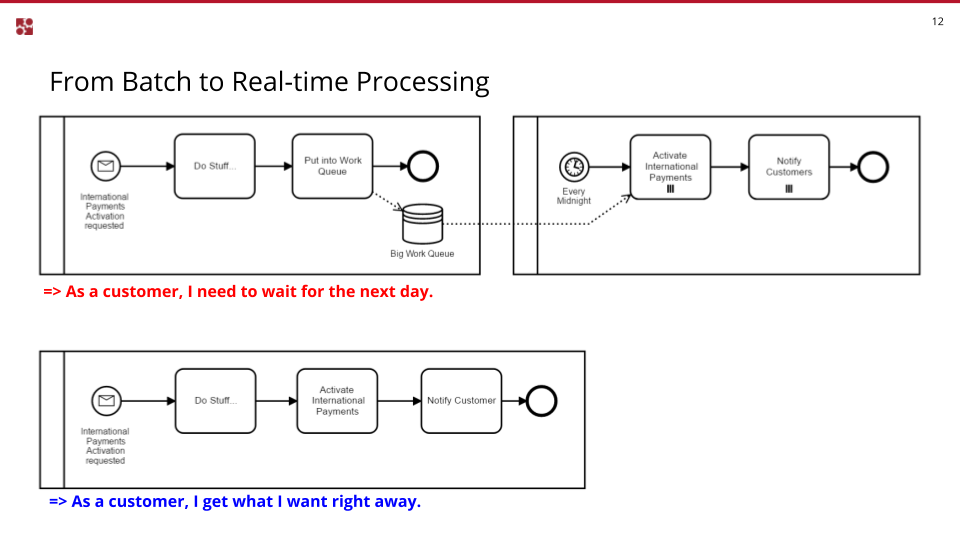 12
From Batch to Real-time Processing
Do Stuff...
Put into Work
Queue
International
Payments
Activation
requested
Big Work Queue
Activate
International
Payments
Notify
Customers
Every
Midnight
=> As a customer, I need to wait for the next day.
Do Stuff...
Activate
International
Payments
Notify Customer
International
Payments
Activation
requested
=> As a customer, I get what I want right away.